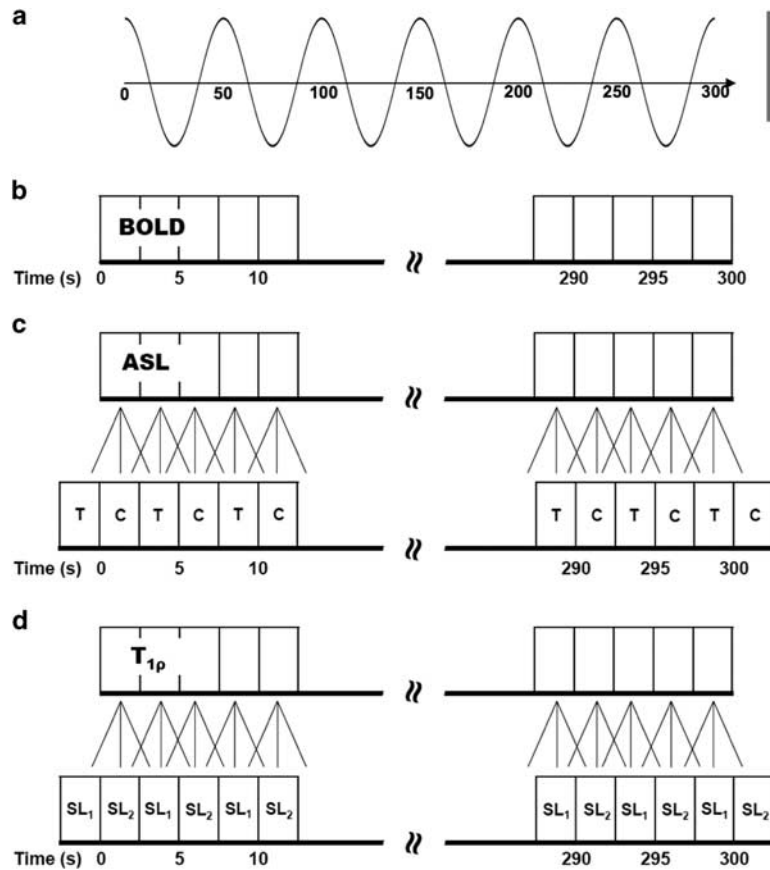 a
0 50 100 150 200 250 300
b
BOLD
Time (s) 0 5 10 290 295 300
c
ASL
T C T C T C T C T C T C
Time (s) 0 5 10 290 295 300
d
T1ρ
SL1 SL2 SL1 SL2 SL1 SL2 SL1 SL2 SL1 SL2 SL1 SL2
Time (s) 0 5 10 290 295 300